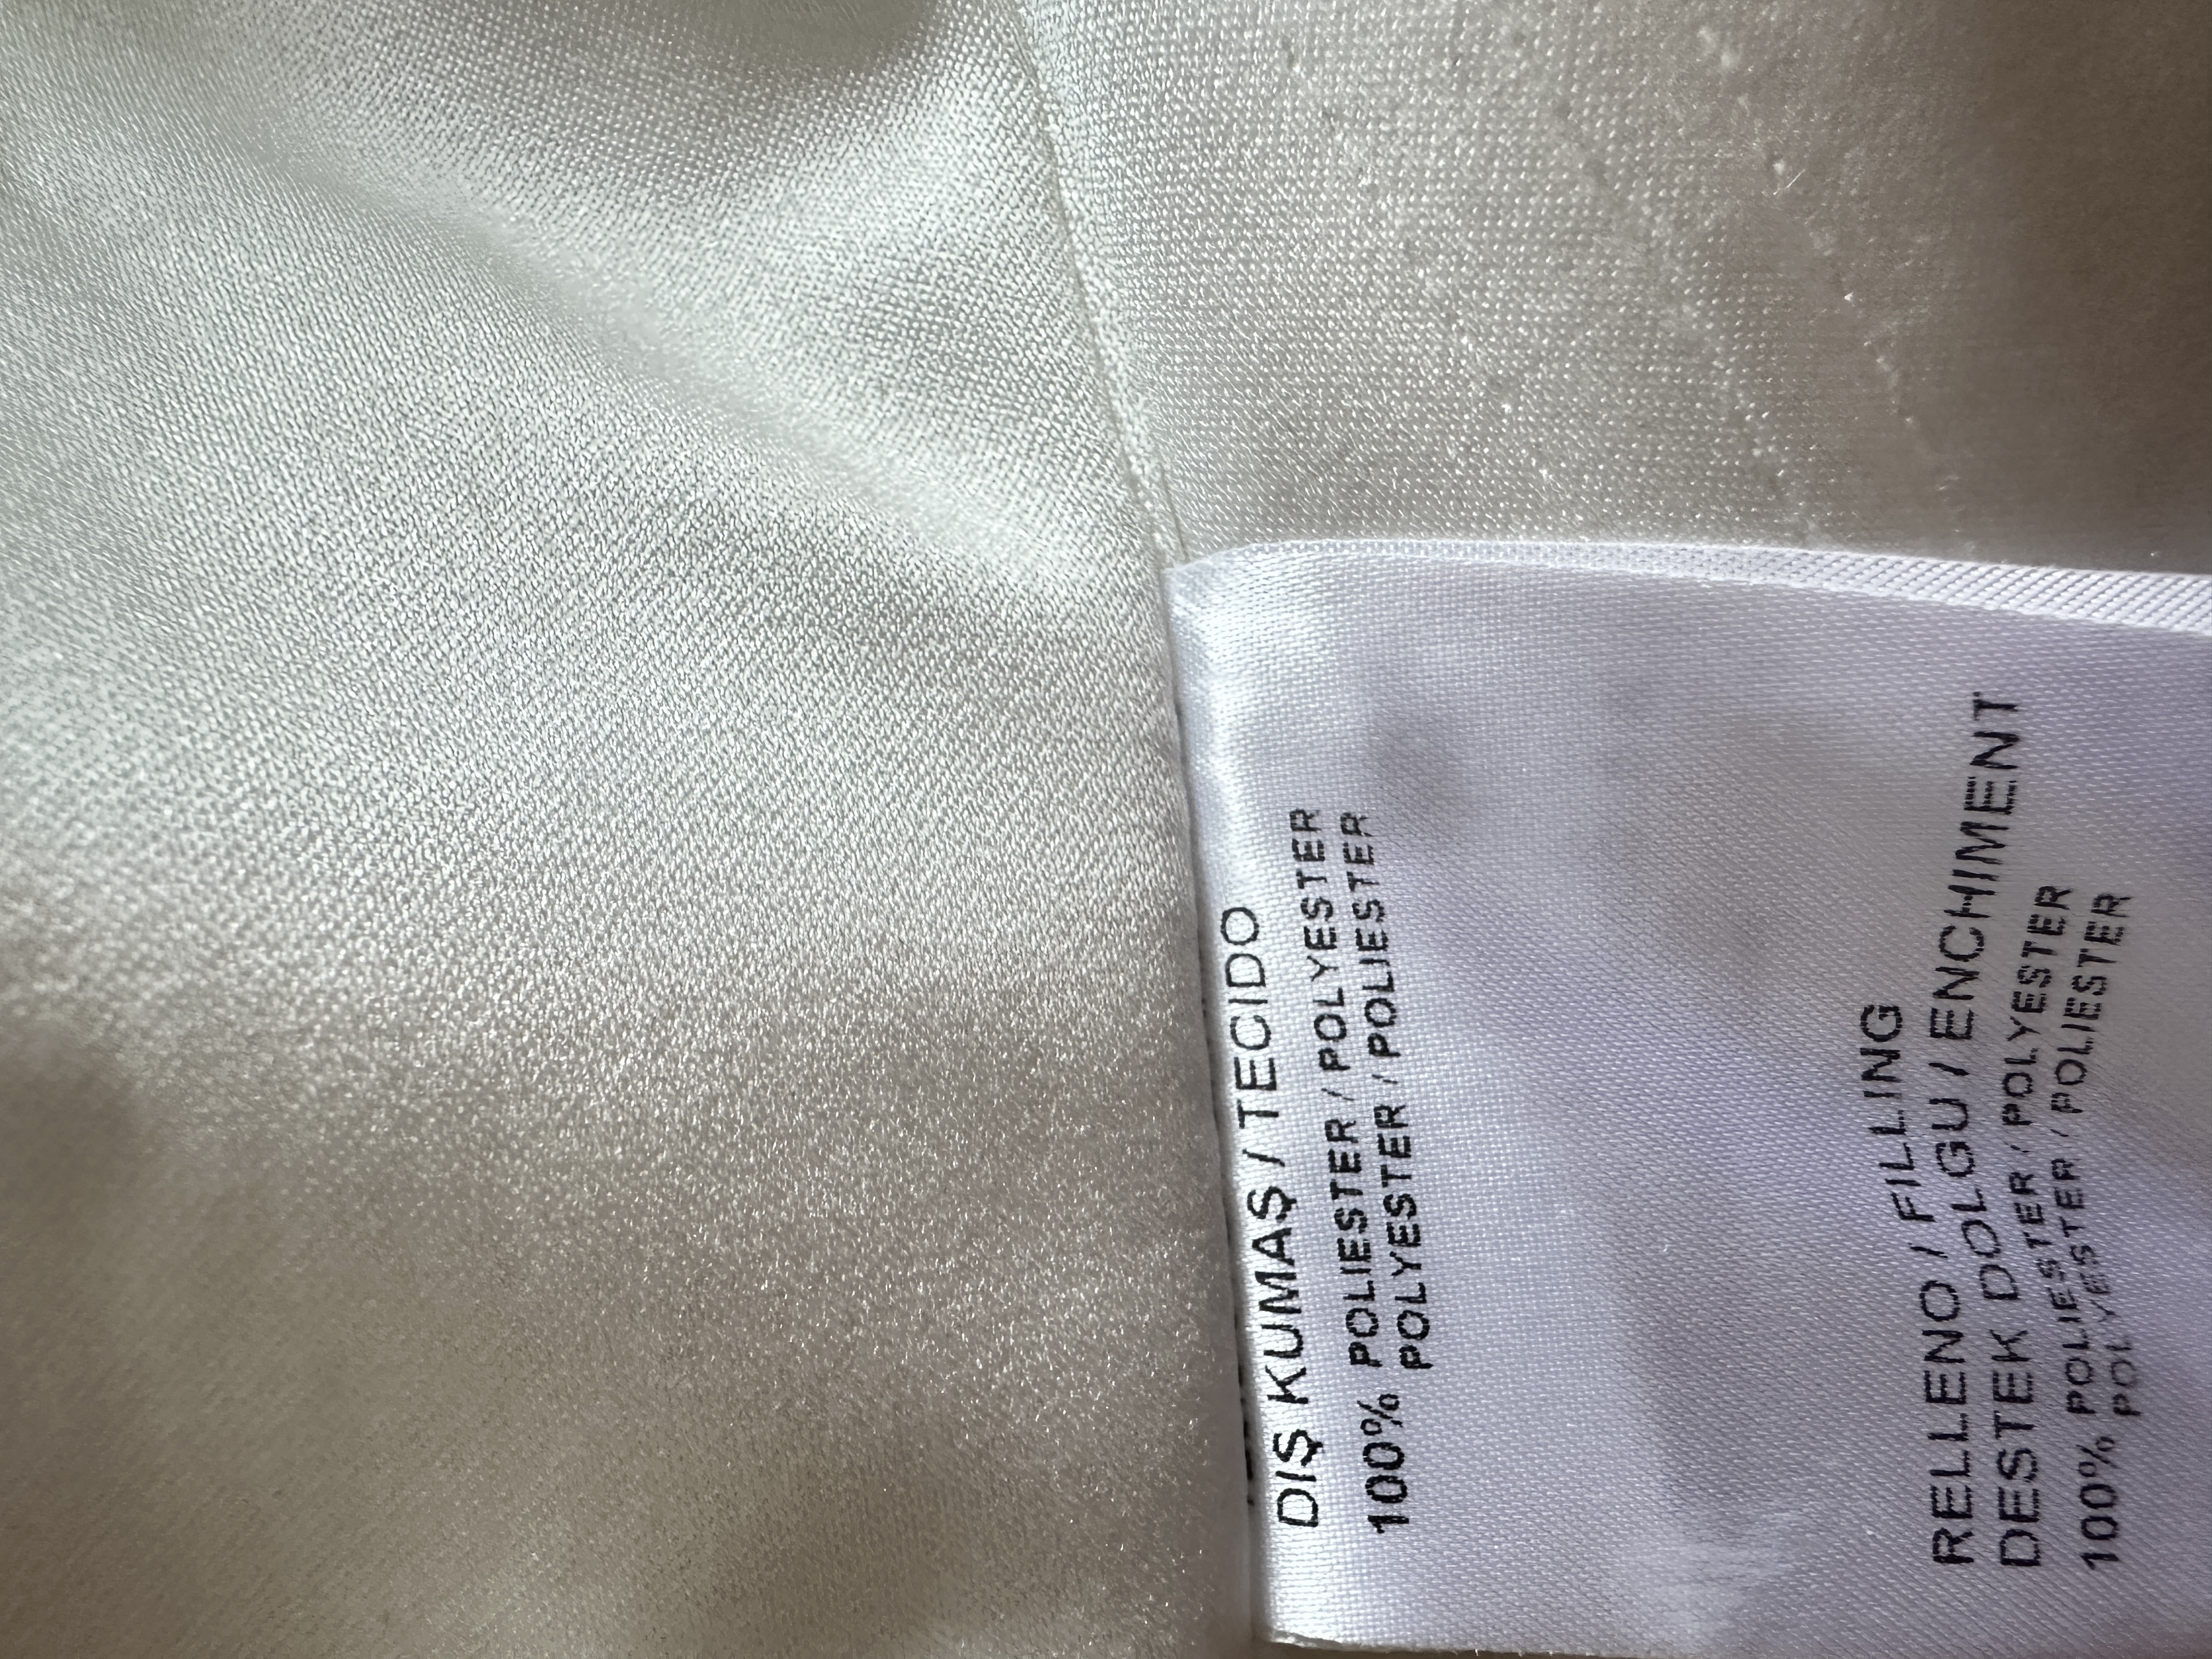 DIŞ KUMAŞ / TECIDO
100% POLIESTER / POLYESTER
POLYESTER / POLIESTER
RELLENO / FILLING
DESTEK DOLGU / ENCHIMENT
100% POLIESTER / POLYESTER
POLYESTER / POLIESTER